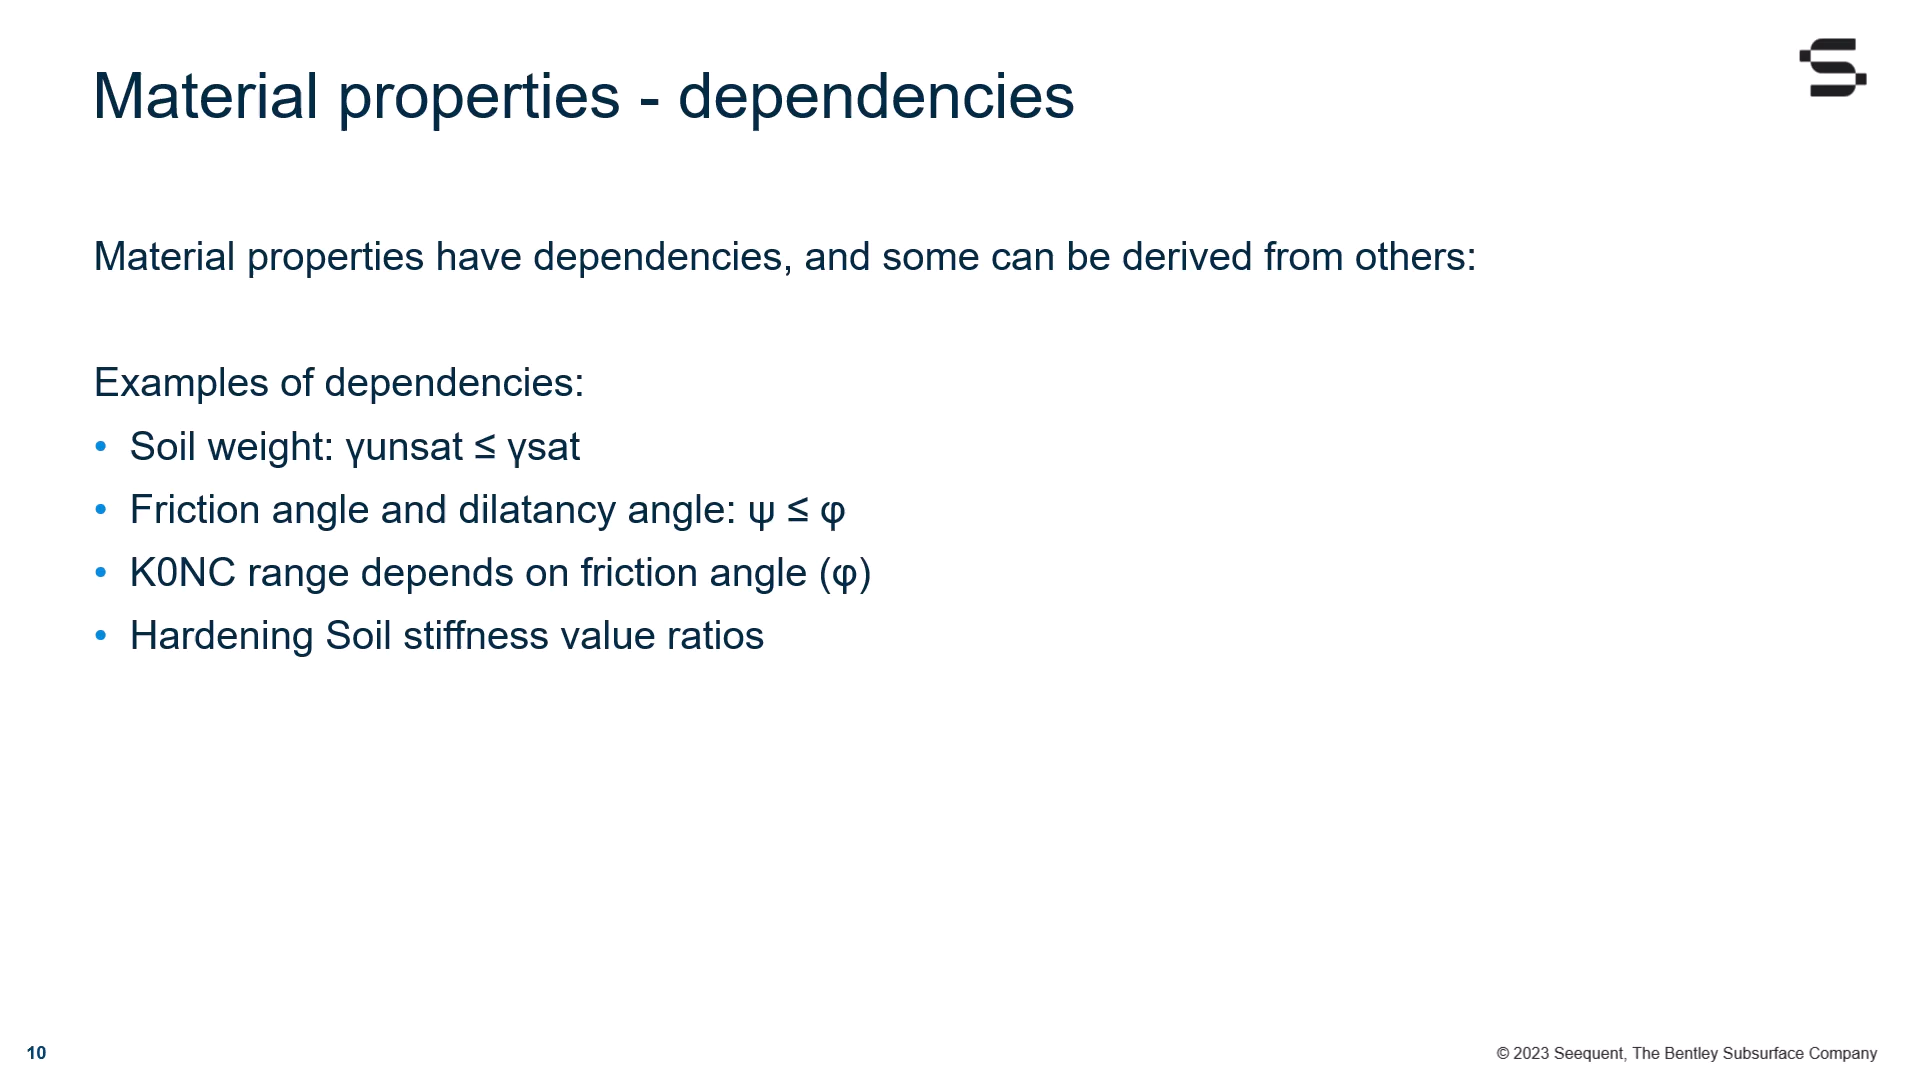 Material properties - dependencies
Material properties have dependencies, and some can be derived from others:
Examples of dependencies:
• Soil weight: γunsat ≤ γsat
• Friction angle and dilatancy angle: ψ ≤ φ
• K0NC range depends on friction angle (φ)
• Hardening Soil stiffness value ratios
10
© 2023 Seequent, The Bentley Subsurface Company